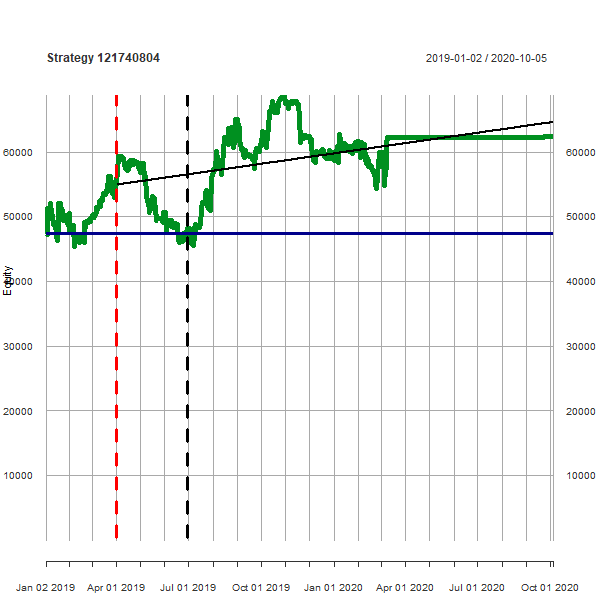 Strategy 121740804
2019-01-02 / 2020-10-05
60000
60000
50000
50000
Equity
40000
40000
30000
30000
20000
20000
10000
10000
Jan 02 2019
Apr 01 2019
Jul 01 2019
Oct 01 2019
Jan 01 2020
Apr 01 2020
Jul 01 2020
Oct 01 2020